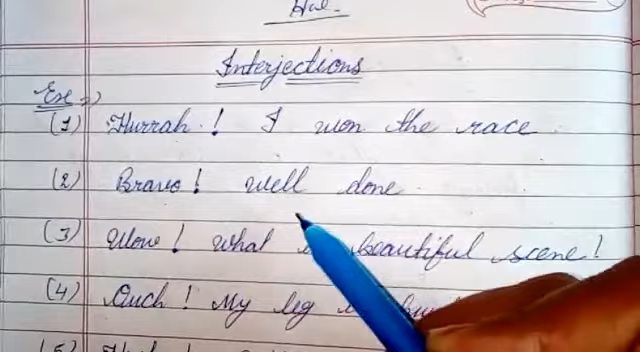 Interjections
Ex =>
(1) Hurrah! I won the race.
(2) Bravo! well done.
(3) Wow! what a beautiful scene!
(4) Ouch! My leg
(5)